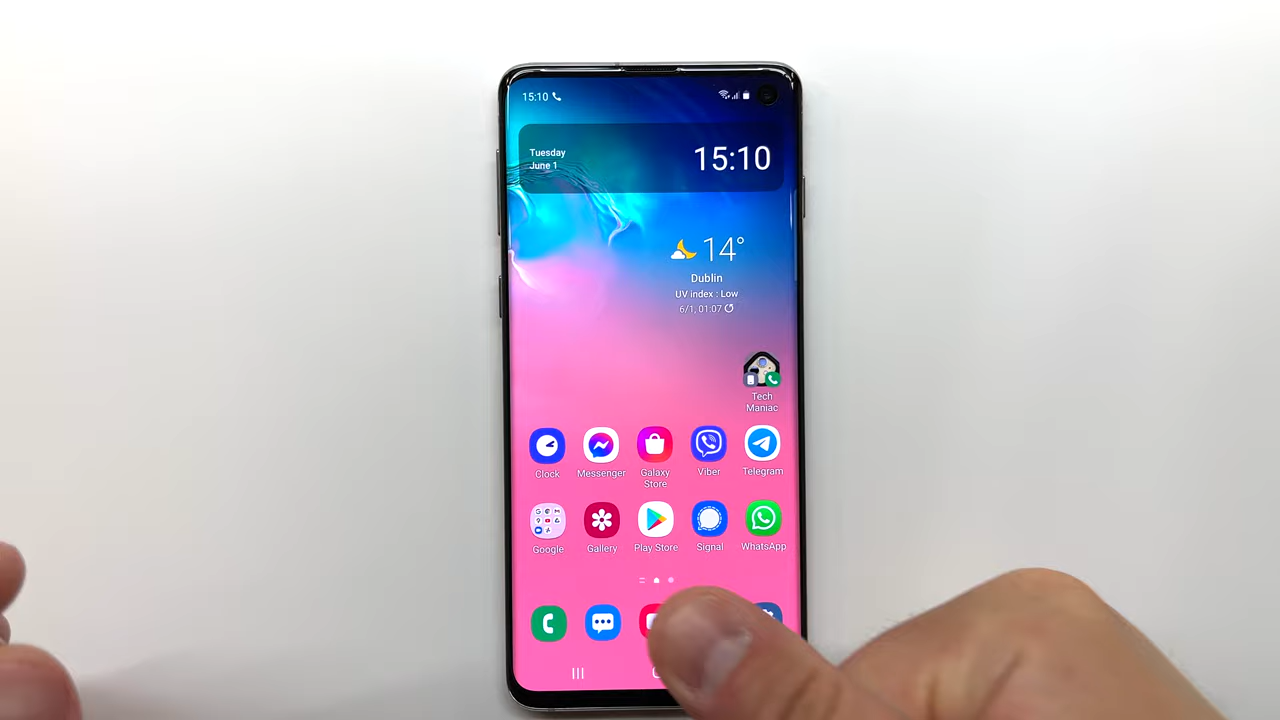 15:10
Tuesday
June 1
15:10
14°
Dublin
UV index : Low
6/1, 01:07
Tech
Maniac
Clock
Messenger
Galaxy
Store
Viber
Telegram
Google
Gallery
Play Store
Signal
WhatsApp